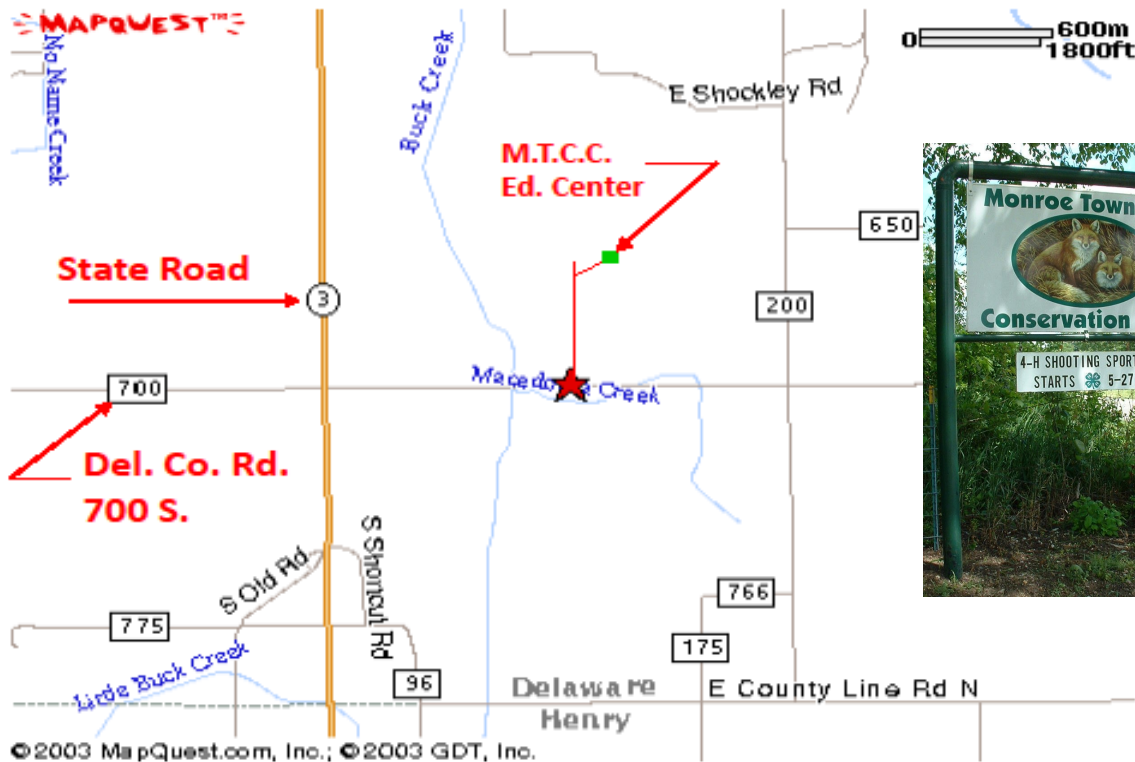 MAPQUEST™
0 600m
1800ft
No Name Creek
Buck Creek
E Shockley Rd
M.T.C.C.
Ed. Center
Monroe Town
Conservation
4-H SHOOTING SPORT
STARTS 5-27
650
State Road
3
200
700
Creek
Del. Co. Rd.
700 S.
S Old Rd
S Shortcut Rd
766
775
175
Little Buck Creek
96
Delaware
Henry
E County Line Rd N
©2003 MapQuest.com, Inc.; ©2003 GDT, Inc.